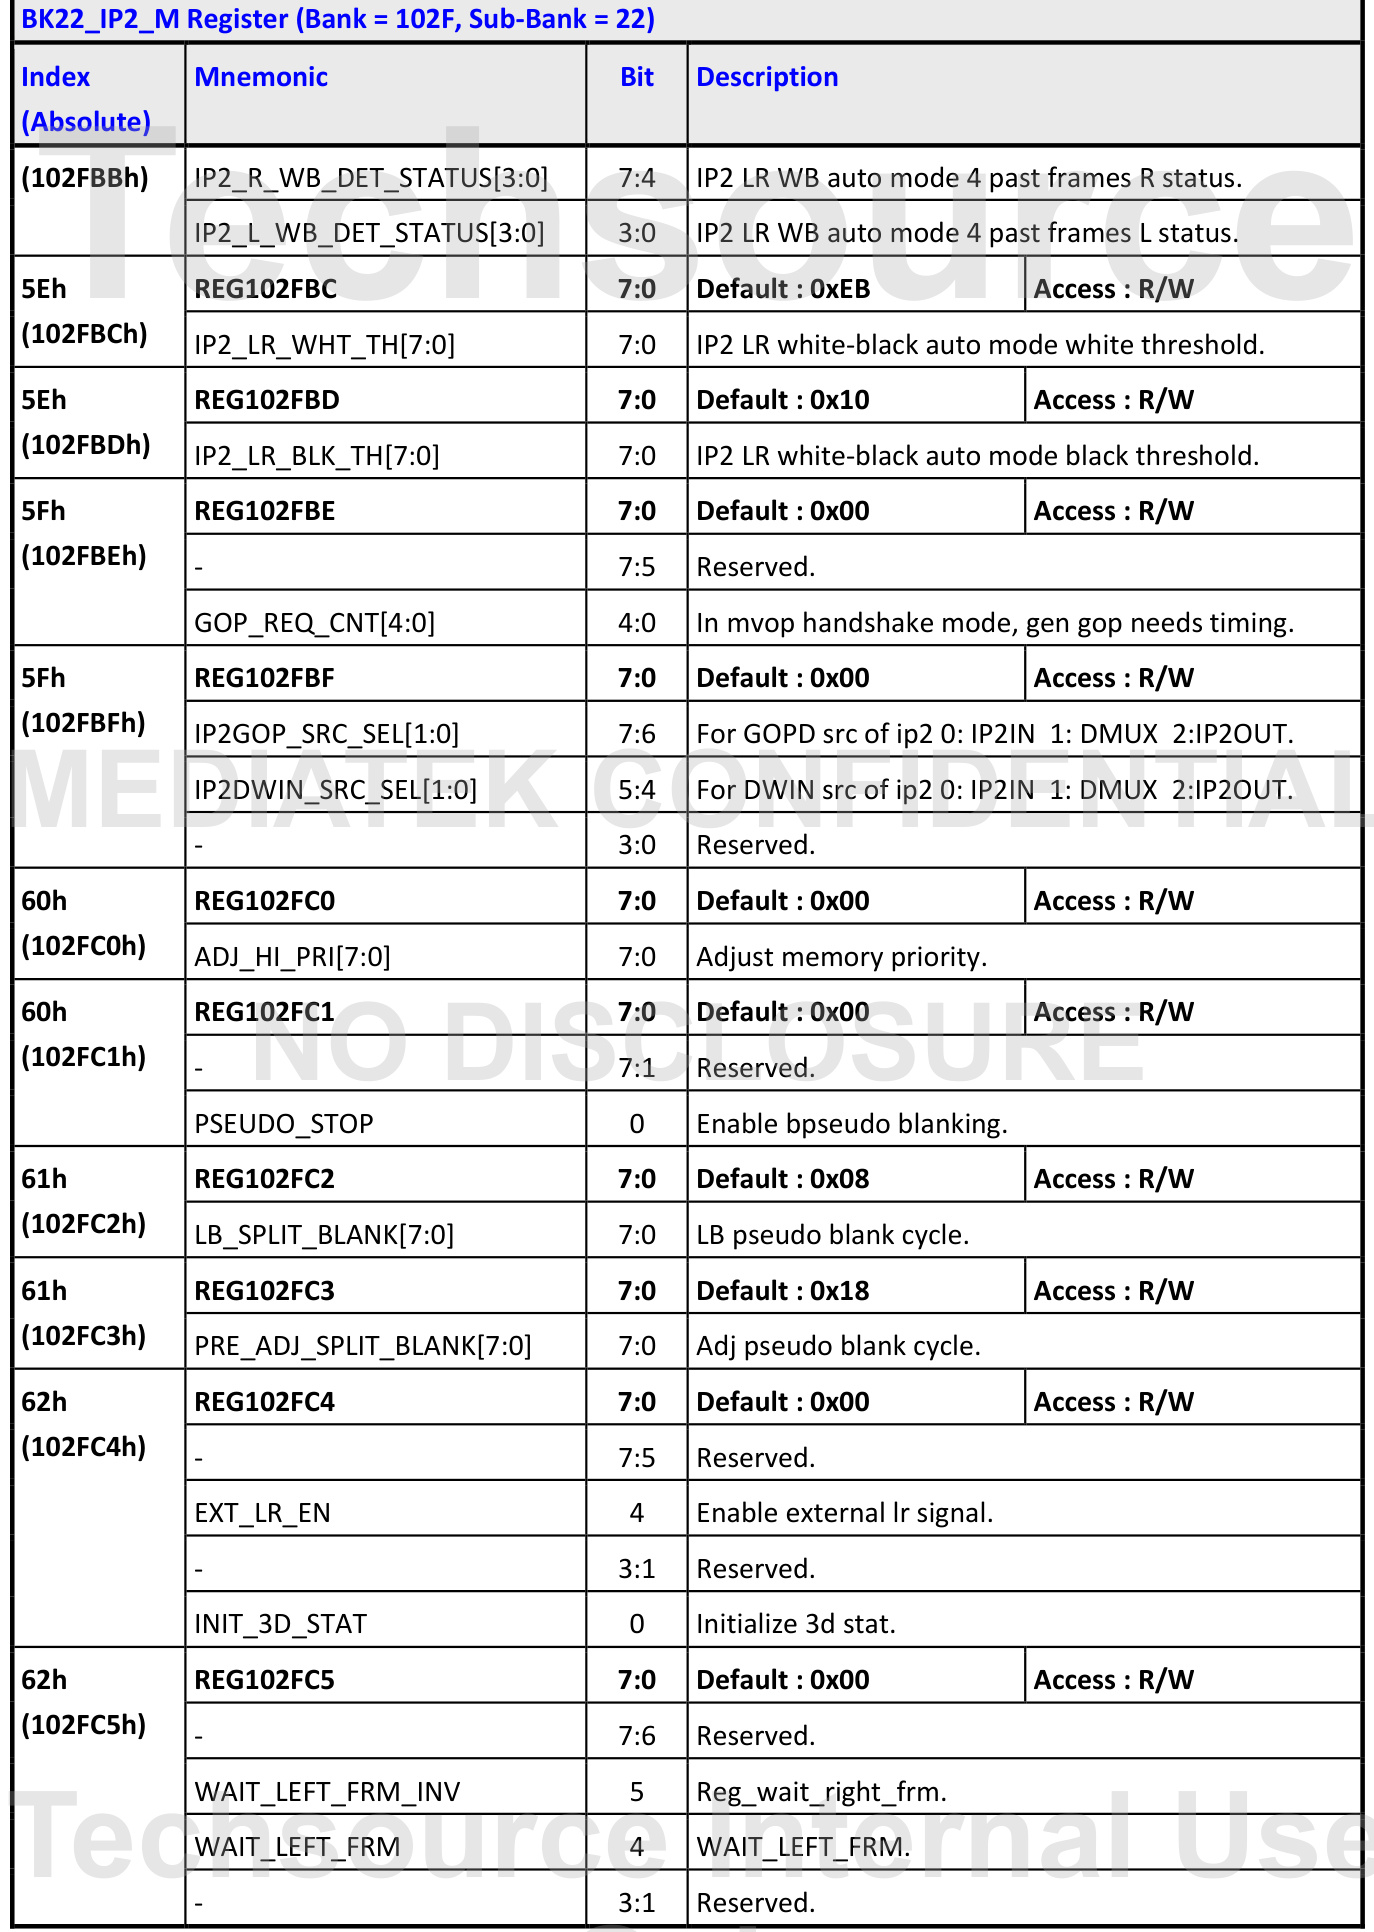 BK22_IP2_M Register (Bank = 102F, Sub-Bank = 22)
Index (Absolute) Mnemonic Bit Description
(102FBBh) IP2_R_WB_DET_STATUS[3:0] 7:4 IP2 LR WB auto mode 4 past frames R status.
IP2_L_WB_DET_STATUS[3:0] 3:0 IP2 LR WB auto mode 4 past frames L status.
Techsource
5Eh REG102FBC 7:0 Default : 0xEB Access : R/W
(102FBCh) IP2_LR_WHT_TH[7:0] 7:0 IP2 LR white-black auto mode white threshold.
5Eh REG102FBD 7:0 Default : 0x10 Access : R/W
(102FBDh) IP2_LR_BLK_TH[7:0] 7:0 IP2 LR white-black auto mode black threshold.
5Fh REG102FBE 7:0 Default : 0x00 Access : R/W
(102FBEh) - 7:5 Reserved.
GOP_REQ_CNT[4:0] 4:0 In mvop handshake mode, gen gop needs timing.
5Fh REG102FBF 7:0 Default : 0x00 Access : R/W
(102FBFh) IP2GOP_SRC_SEL[1:0] 7:6 For GOPD src of ip2 0: IP2IN 1: DMUX 2:IP2OUT.
IP2DWIN_SRC_SEL[1:0] 5:4 For DWIN src of ip2 0: IP2IN 1: DMUX 2:IP2OUT.
MEDIATEK CONFIDENTIAL
- 3:0 Reserved.
60h REG102FC0 7:0 Default : 0x00 Access : R/W
(102FC0h) ADJ_HI_PRI[7:0] 7:0 Adjust memory priority.
60h REG102FC1 7:0 Default : 0x00 Access : R/W
NO DISCLOSURE
(102FC1h) - 7:1 Reserved.
PSEUDO_STOP 0 Enable bpseudo blanking.
61h REG102FC2 7:0 Default : 0x08 Access : R/W
(102FC2h) LB_SPLIT_BLANK[7:0] 7:0 LB pseudo blank cycle.
61h REG102FC3 7:0 Default : 0x18 Access : R/W
(102FC3h) PRE_ADJ_SPLIT_BLANK[7:0] 7:0 Adj pseudo blank cycle.
62h REG102FC4 7:0 Default : 0x00 Access : R/W
(102FC4h) - 7:5 Reserved.
EXT_LR_EN 4 Enable external lr signal.
- 3:1 Reserved.
INIT_3D_STAT 0 Initialize 3d stat.
62h REG102FC5 7:0 Default : 0x00 Access : R/W
(102FC5h) - 7:6 Reserved.
WAIT_LEFT_FRM_INV 5 Reg_wait_right_frm.
Techsource Internal Use
WAIT_LEFT_FRM 4 WAIT_LEFT_FRM.
- 3:1 Reserved.